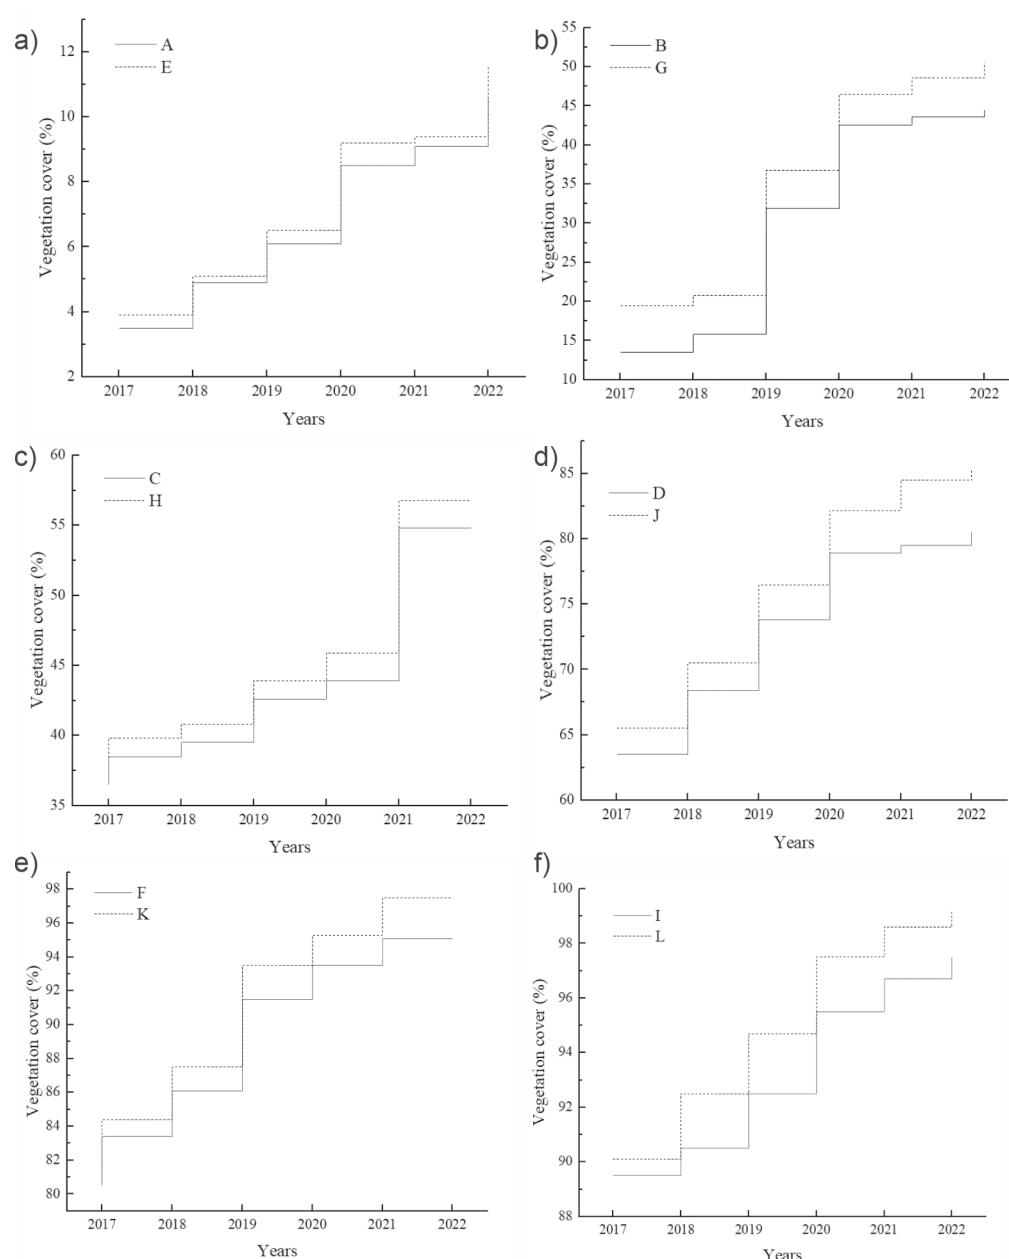 a)
A
E
12
10
8
6
4
2
Vegetation cover (%)
2017 2018 2019 2020 2021 2022
Years
b)
B
G
55
50
45
40
35
30
25
20
15
10
Vegetation cover (%)
2017 2018 2019 2020 2021 2022
Years
c)
C
H
60
55
50
45
40
35
Vegetation cover (%)
2017 2018 2019 2020 2021 2022
Years
d)
D
J
85
80
75
70
65
60
Vegetation cover (%)
2017 2018 2019 2020 2021 2022
Years
e)
F
K
98
96
94
92
90
88
86
84
82
80
Vegetation cover (%)
2017 2018 2019 2020 2021 2022
Years
f)
I
L
100
98
96
94
92
90
88
Vegetation cover (%)
2017 2018 2019 2020 2021 2022
Years